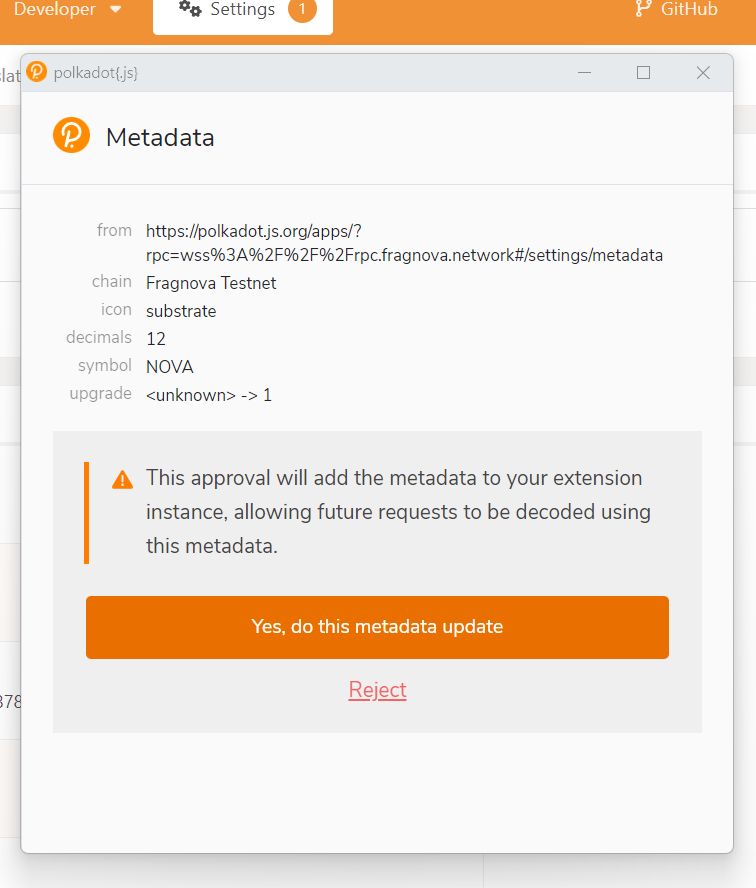 Developer
Settings
1
GitHub
polkadot{.js}
Metadata
from
https://polkadot.js.org/apps/?
rpc=wss%3A%2F%2F%2Frpc.fragnova.network#/settings/metadata
chain
Fragnova Testnet
icon
substrate
decimals
12
symbol
NOVA
upgrade
<unknown> -> 1
This approval will add the metadata to your extension
instance, allowing future requests to be decoded using
this metadata.
Yes, do this metadata update
Reject